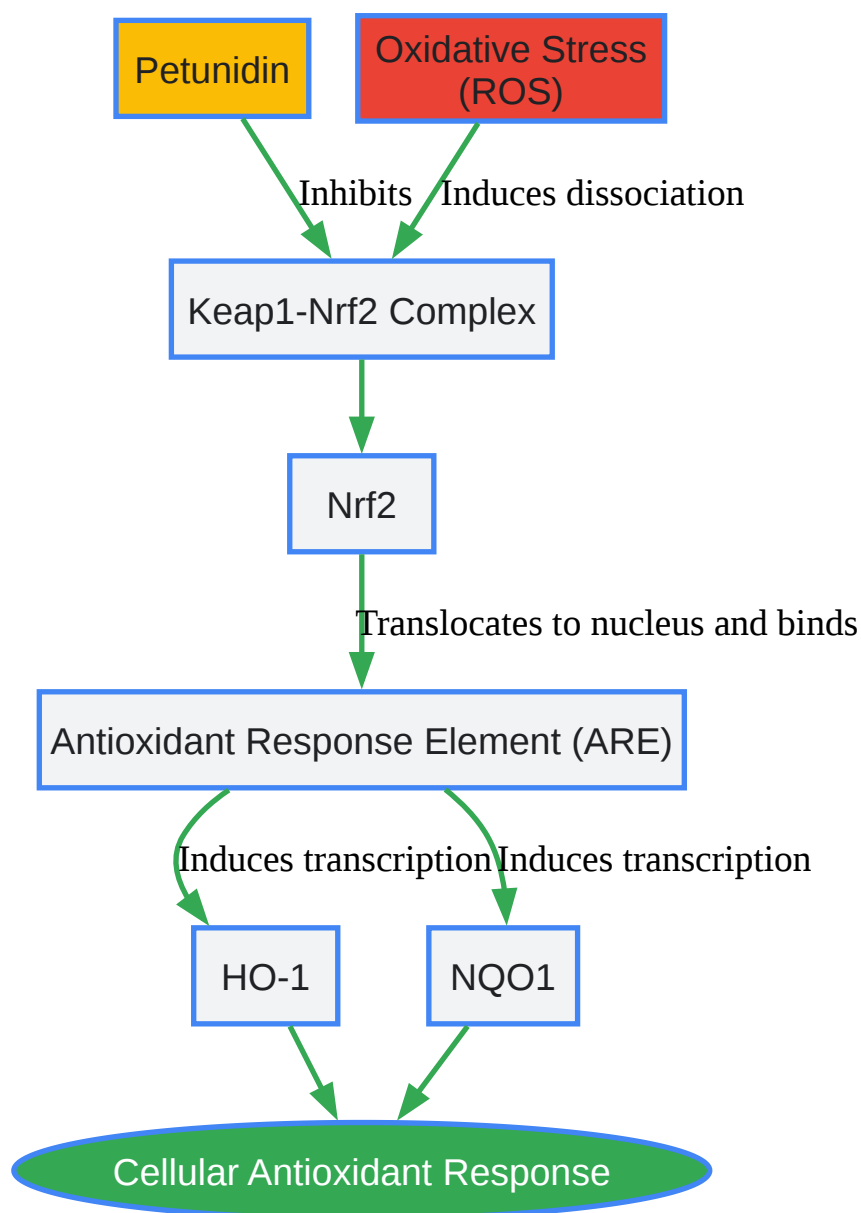 Petunidin
Oxidative Stress
(ROS)
Inhibits
Induces dissociation
Keap1-Nrf2 Complex
Nrf2
Translocates to nucleus and binds
Antioxidant Response Element (ARE)
Induces transcription
Induces transcription
HO-1
NQO1
Cellular Antioxidant Response